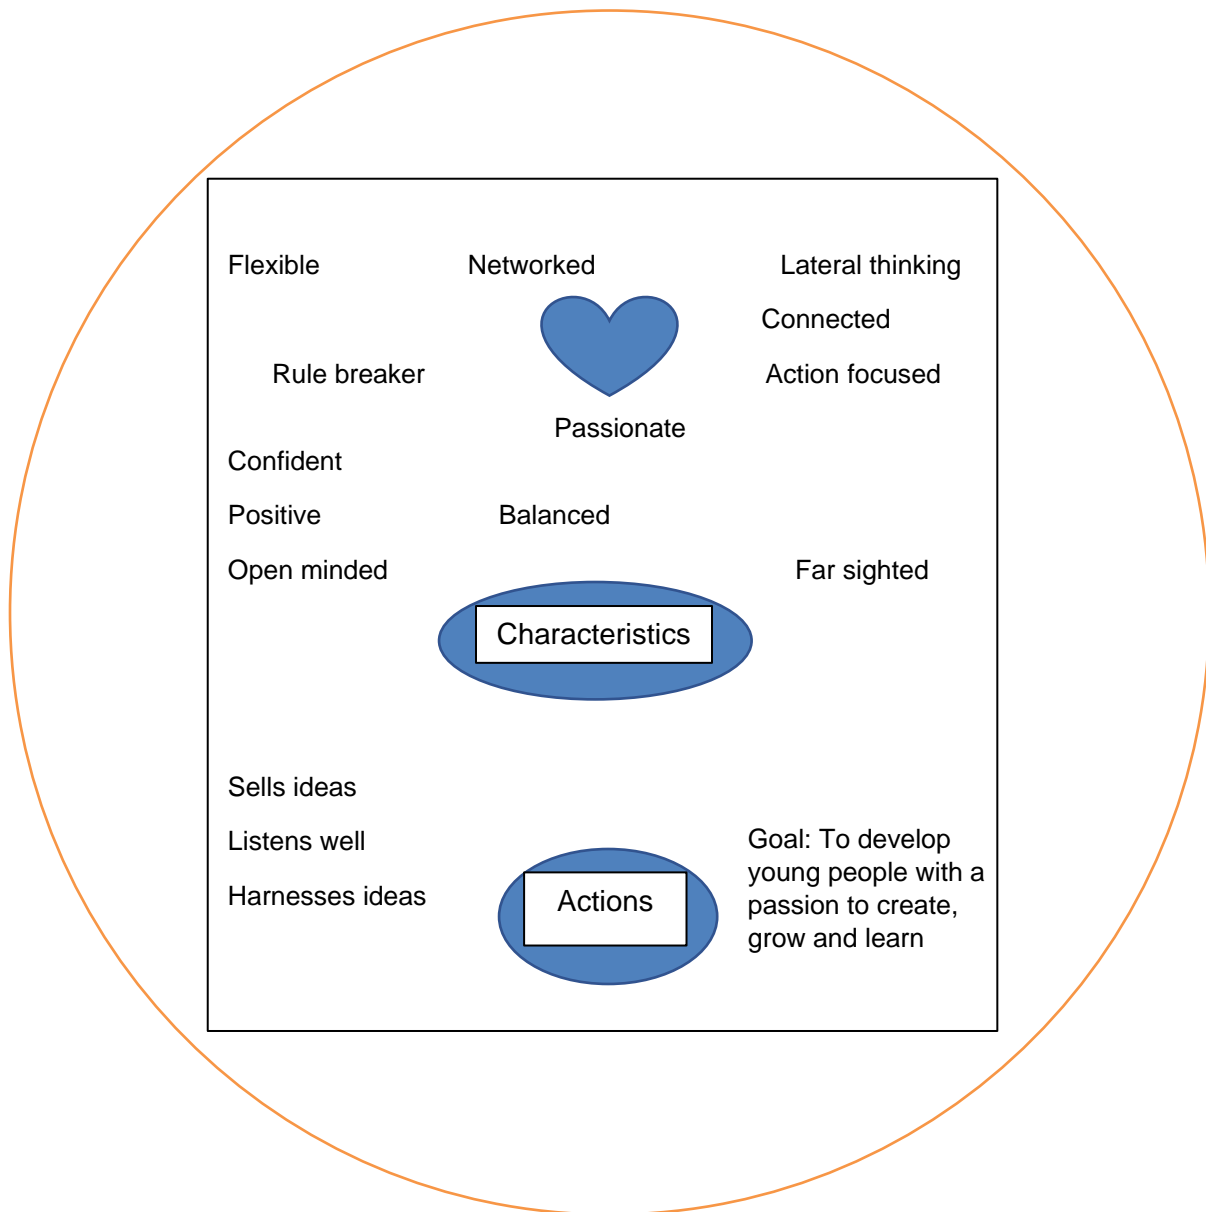 Flexible
Networked
Lateral thinking
Connected
Rule breaker
Action focused
Passionate
Confident
Positive
Balanced
Open minded
Far sighted
Characteristics
Sells ideas
Listens well
Harnesses ideas
Actions
Goal: To develop
young people with a
passion to create,
grow and learn